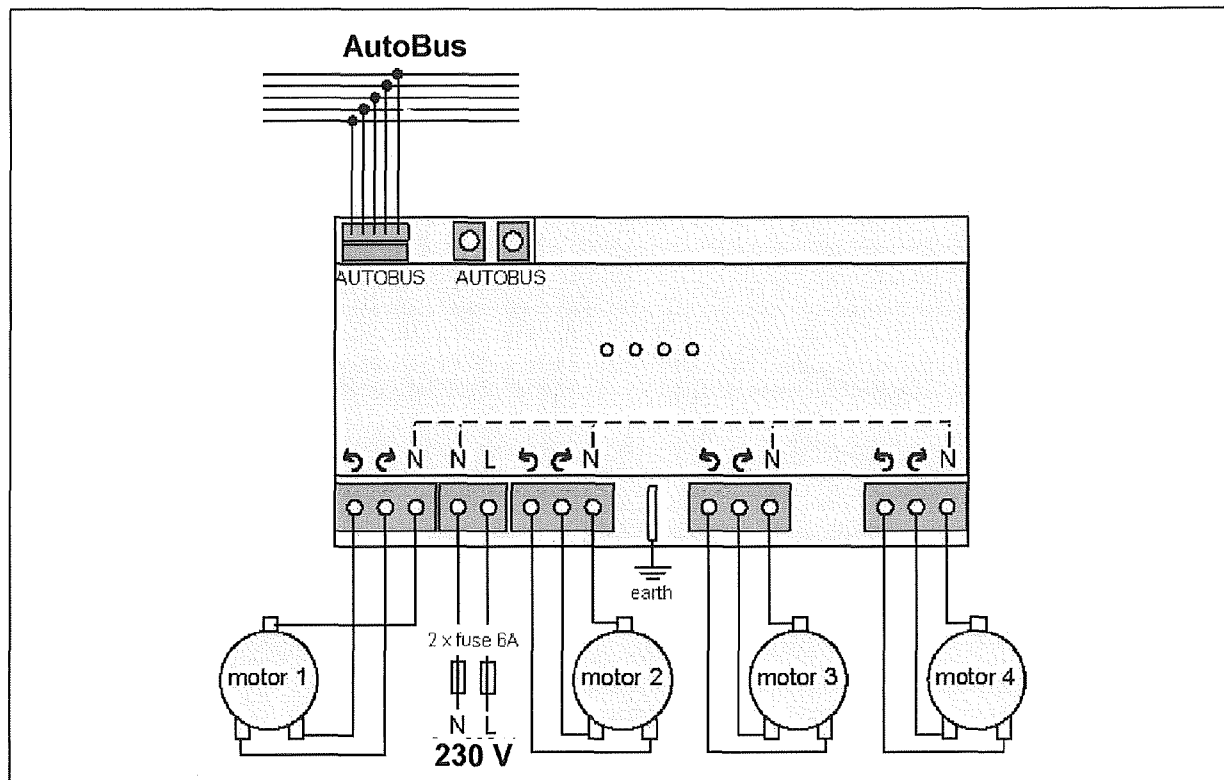 AutoBus
AUTOBUS AUTOBUS
N N L N N N
earth
2 x fuse 6A
motor 1 motor 2 motor 3 motor 4
N L
230 V